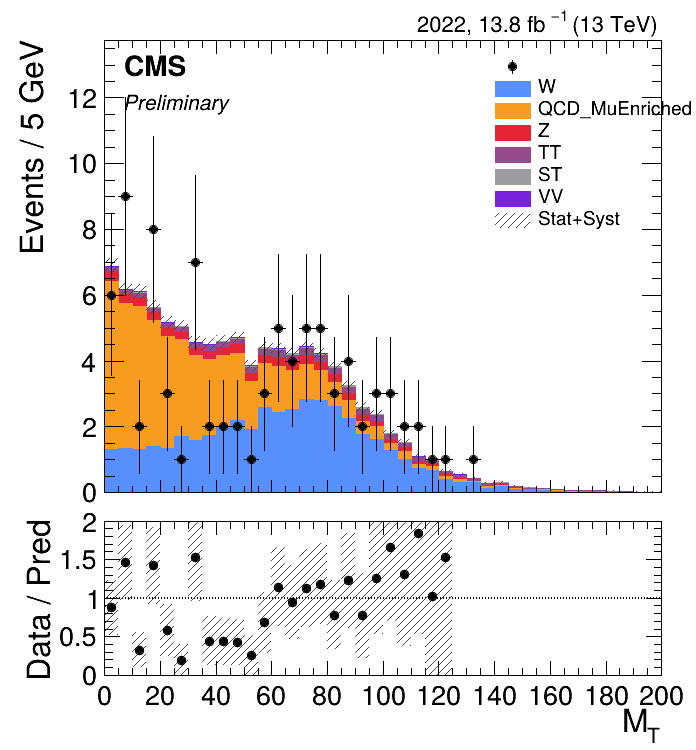 2022, 13.8 fb⁻¹ (13 TeV)
CMS
Preliminary
W
QCD_MuEnriched
Z
TT
ST
VV
Stat+Syst
Events / 5 GeV
12
10
8
6
4
2
0
Data / Pred
2
1.5
1
0.5
0
0 20 40 60 80 100 120 140 160 180 200
M_T